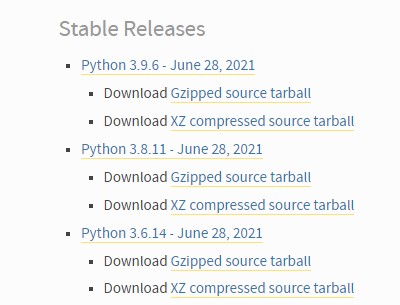 Stable Releases
Python 3.9.6 - June 28, 2021
Download Gzipped source tarball
Download XZ compressed source tarball
Python 3.8.11 - June 28, 2021
Download Gzipped source tarball
Download XZ compressed source tarball
Python 3.6.14 - June 28, 2021
Download Gzipped source tarball
Download XZ compressed source tarball